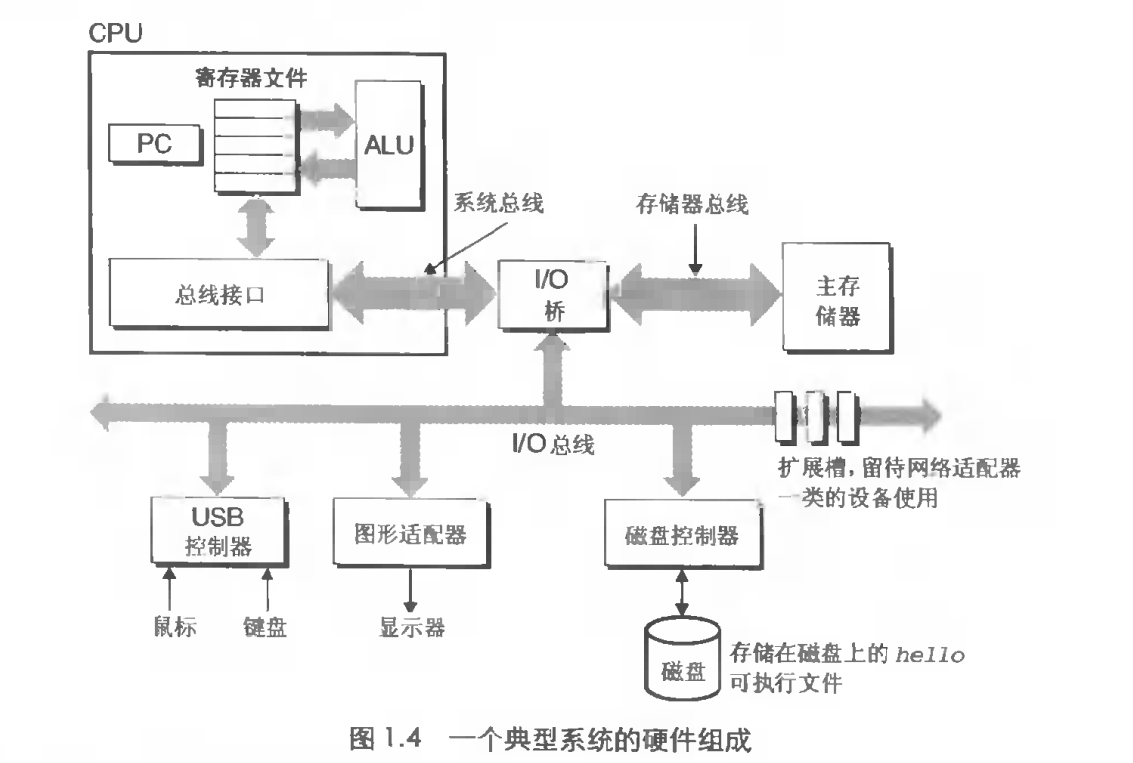 CPU
寄存器文件
PC
ALU
系统总线
存储器总线
总线接口
I/O
桥
主存
储器
I/O总线
扩展槽,留待网络适配器
一类的设备使用
USB
控制器
图形适配器
磁盘控制器
鼠标
键盘
显示器
磁盘
存储在磁盘上的 hello
可执行文件
图 1.4 一个典型系统的硬件组成